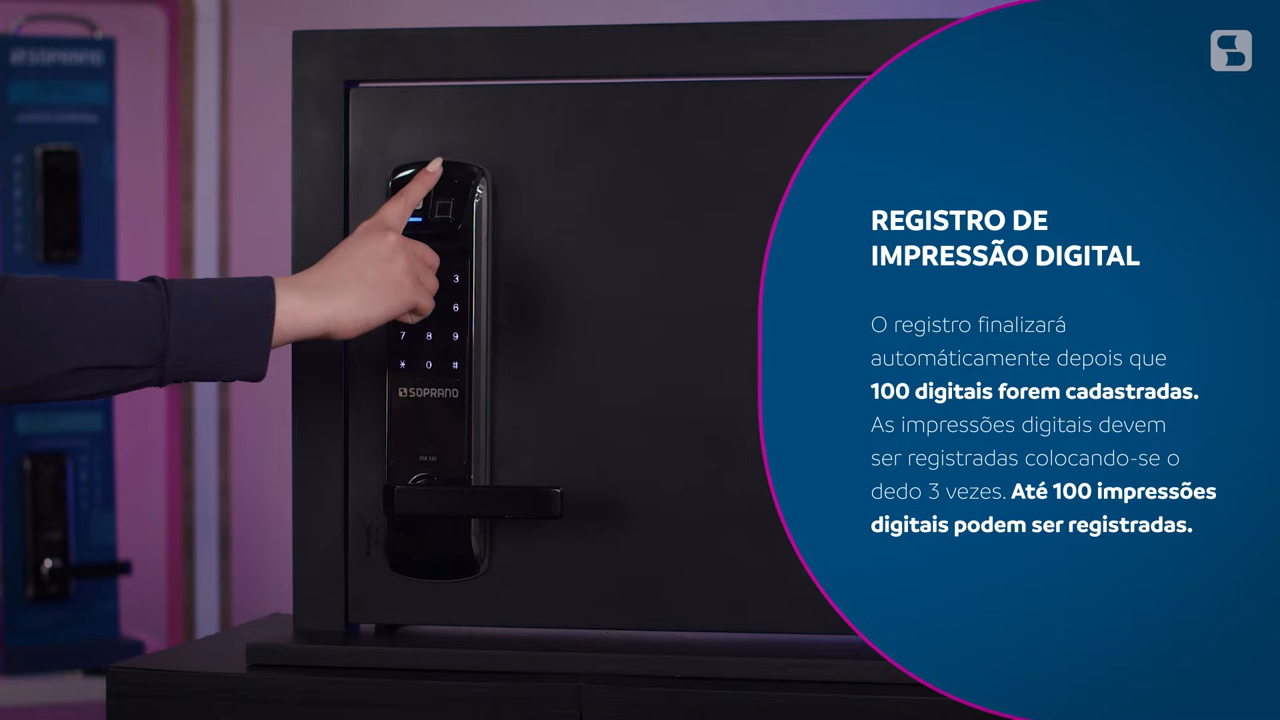 SOPRANO
3
6
7 8 9
* 0 #
SOPRANO
REGISTRO DE
IMPRESSÃO DIGITAL
O registro finalizará
automáticamente depois que
100 digitais forem cadastradas.
As impressões digitais devem
ser registradas colocando-se o
dedo 3 vezes. Até 100 impressões
digitais podem ser registradas.